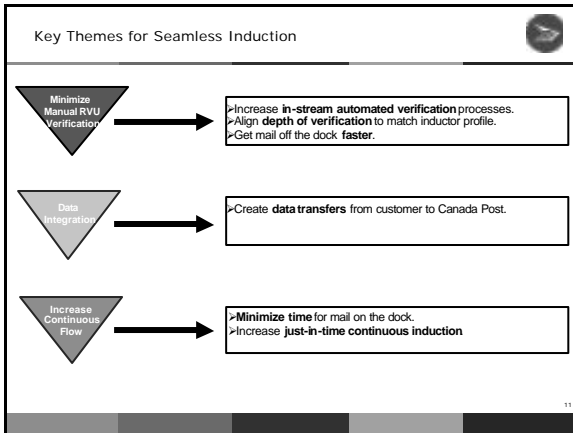 Key Themes for Seamless Induction
Minimize
Manual RVU
Verification
➢Increase in-stream automated verification processes.
➢Align depth of verification to match inductor profile.
➢Get mail off the dock faster.
Data
Integration
➢Create data transfers from customer to Canada Post.
Increase
Continuous
Flow
➢Minimize time for mail on the dock.
➢Increase just-in-time continuous induction
11